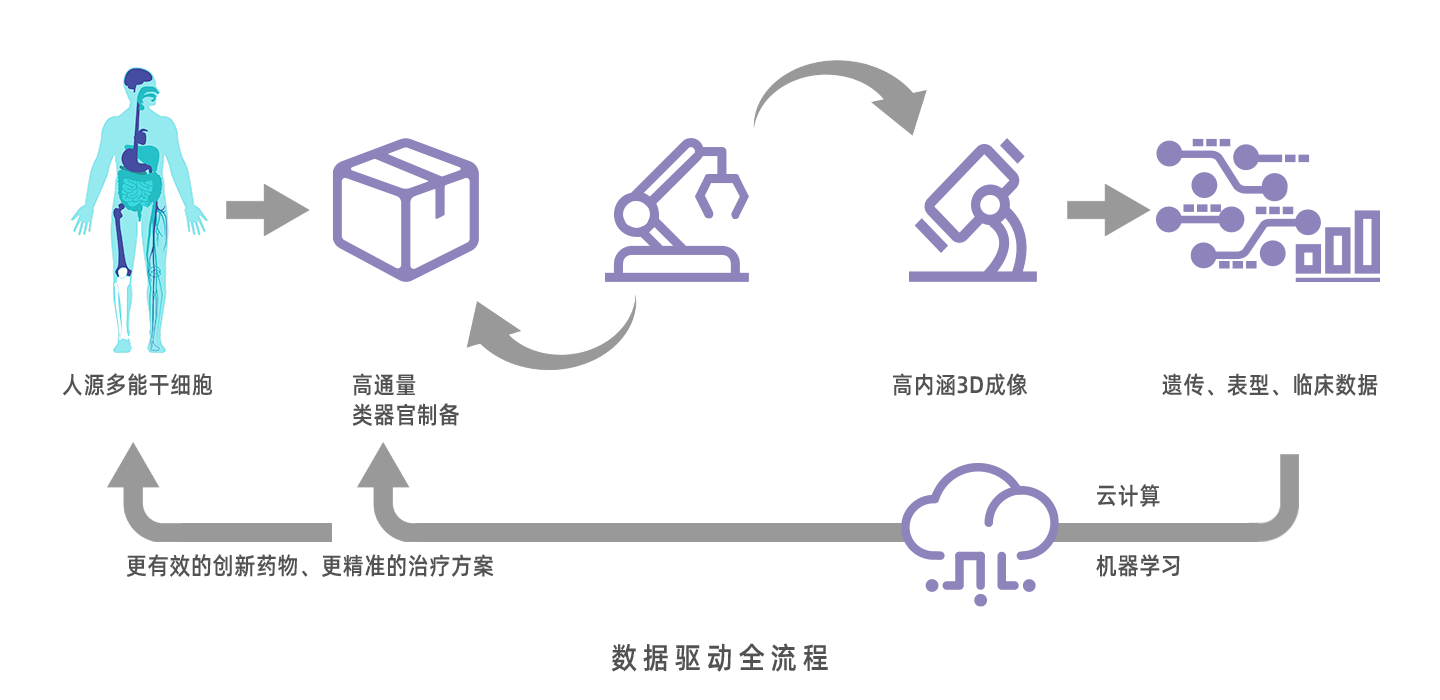 人源多能干细胞
高通量
类器官制备
高内涵3D成像
遗传、表型、临床数据
云计算
更有效的创新药物、更精准的治疗方案
机器学习
数据驱动全流程